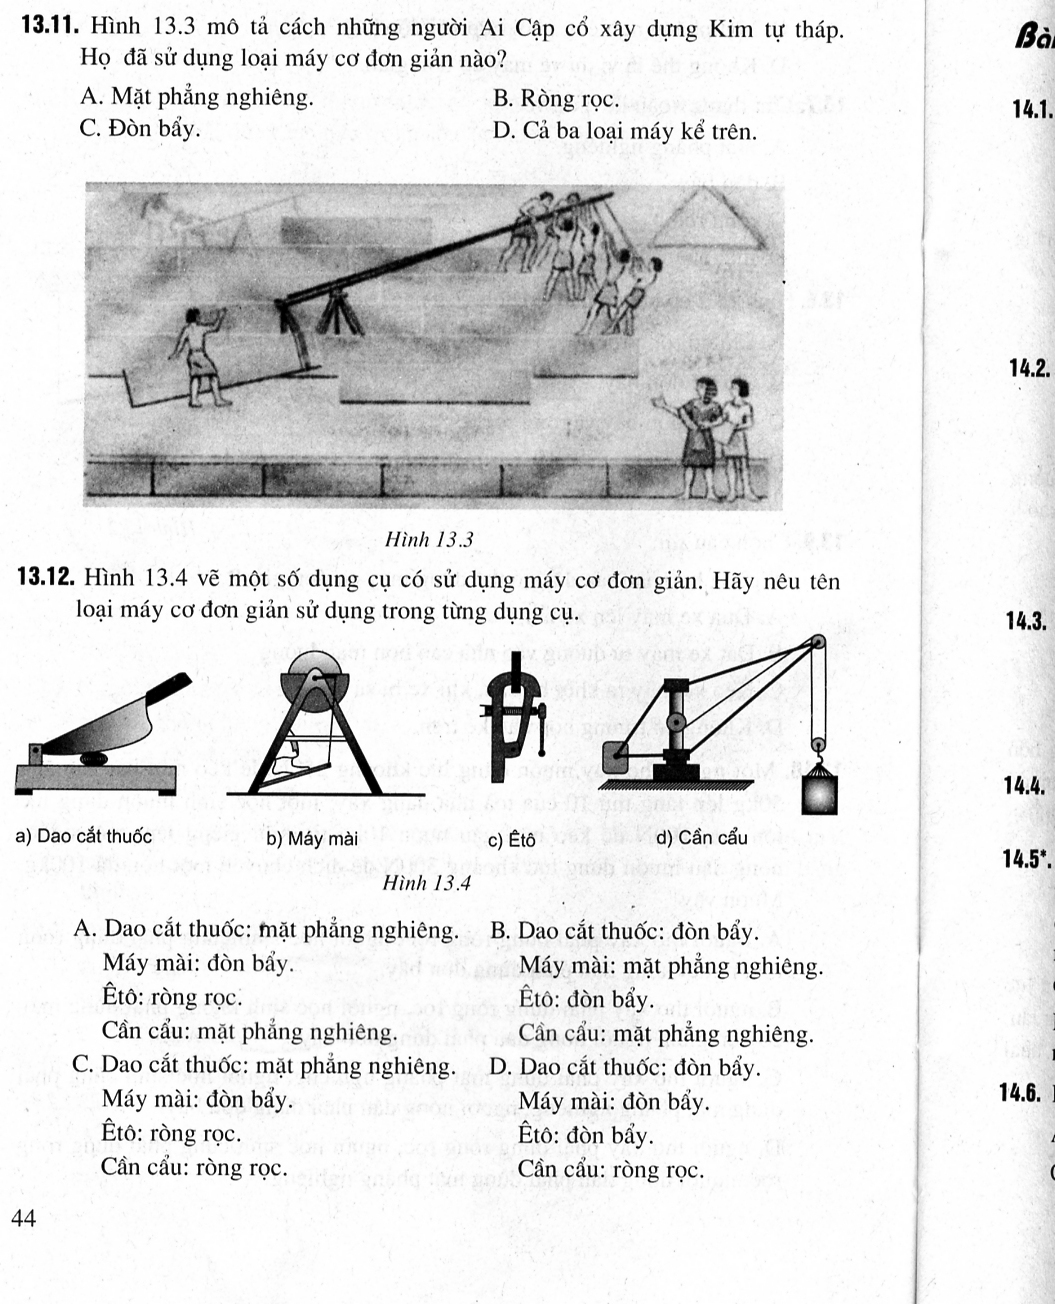 13.11. Hình 13.3 mô tả cách những người Ai Cập cổ xây dựng Kim tự tháp.
Họ đã sử dụng loại máy cơ đơn giản nào?
A. Mặt phẳng nghiêng. B. Ròng rọc.
C. Đòn bẩy. D. Cả ba loại máy kể trên.
Hình 13.3
13.12. Hình 13.4 vẽ một số dụng cụ có sử dụng máy cơ đơn giản. Hãy nêu tên
loại máy cơ đơn giản sử dụng trong từng dụng cụ.
a) Dao cắt thuốc b) Máy mài c) Êtô d) Cần cẩu
Hình 13.4
A. Dao cắt thuốc: mặt phẳng nghiêng. B. Dao cắt thuốc: đòn bẩy.
Máy mài: đòn bẩy. Máy mài: mặt phẳng nghiêng.
Êtô: ròng rọc. Êtô: đòn bẩy.
Cần cẩu: mặt phẳng nghiêng. Cần cẩu: mặt phẳng nghiêng.
C. Dao cắt thuốc: mặt phẳng nghiêng. D. Dao cắt thuốc: đòn bẩy.
Máy mài: đòn bẩy. Máy mài: đòn bẩy.
Êtô: ròng rọc. Êtô: đòn bẩy.
Cần cẩu: ròng rọc. Cần cẩu: ròng rọc.
44
14.1.
14.2.
14.3.
14.4.
14.5*.
14.6.